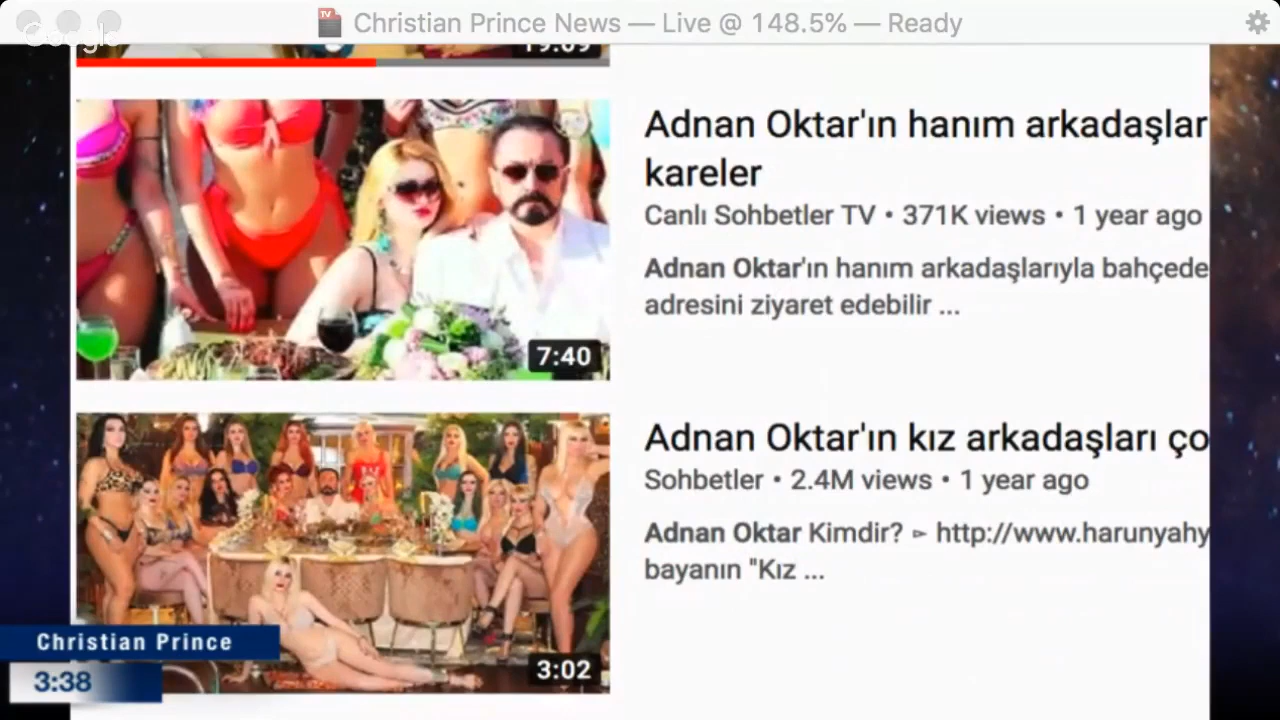 Christian Prince News — Live @ 148.5% — Ready
Google
19:09
Adnan Oktar'ın hanım arkadaşlar
kareler
Canlı Sohbetler TV • 371K views • 1 year ago
Adnan Oktar'ın hanım arkadaşlarıyla bahçede
adresini ziyaret edebilir ...
7:40
Adnan Oktar'ın kız arkadaşları ço
Sohbetler • 2.4M views • 1 year ago
Adnan Oktar Kimdir? ► http://www.harunyahy
bayanın "Kız ...
3:02
Christian Prince
3:38